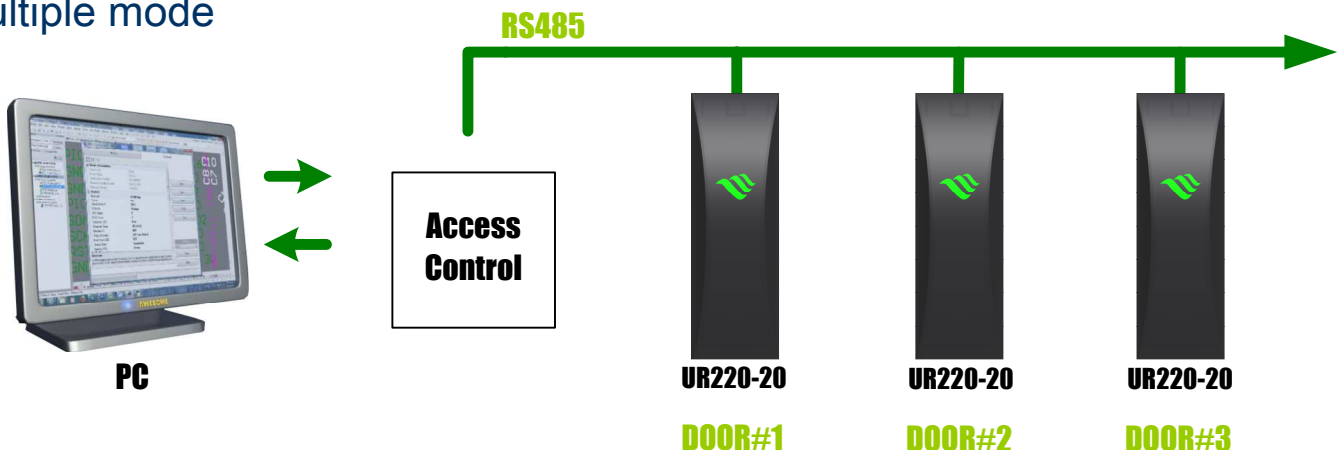 ultiple mode
RS485
Access
Control
PC
UR220-20
UR220-20
UR220-20
DOOR#1
DOOR#2
DOOR#3